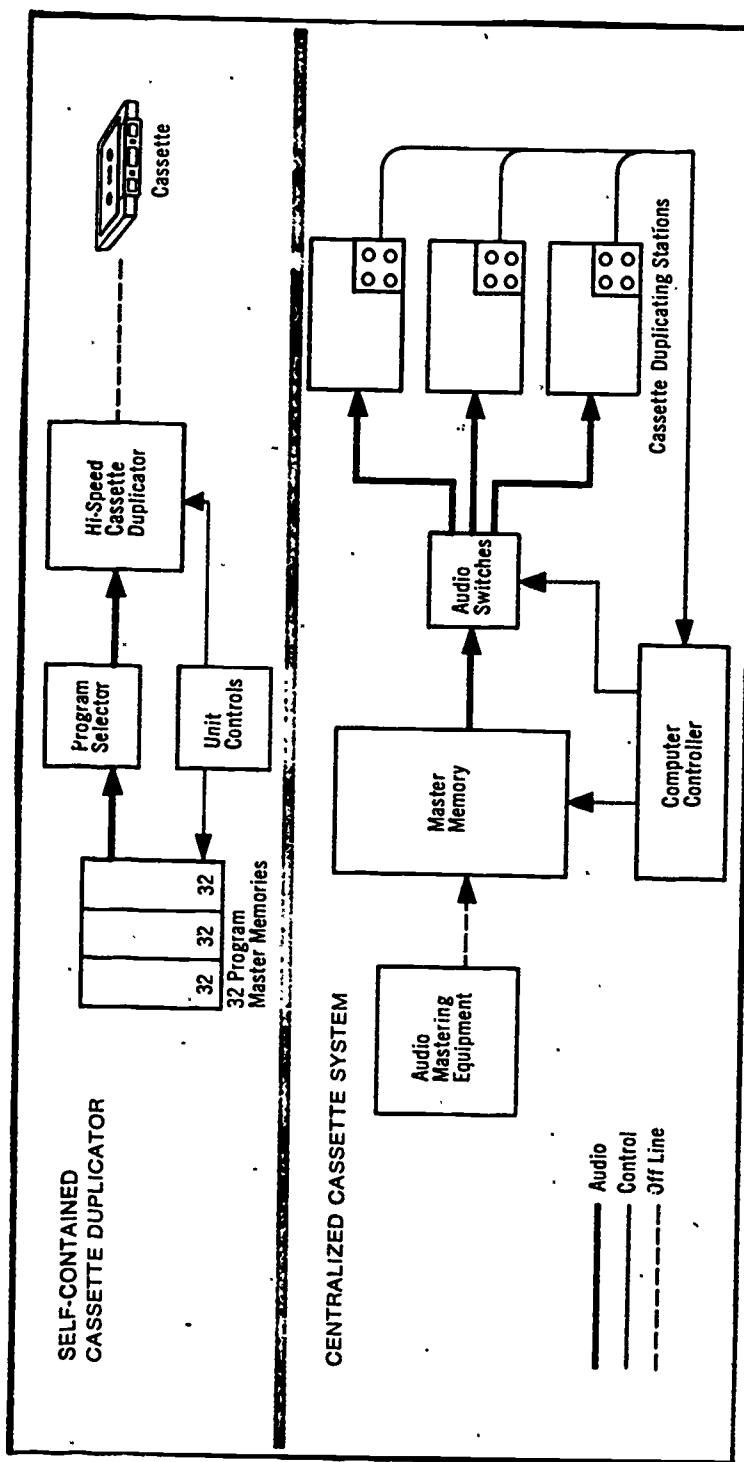 SELF-CONTAINED
CASSETTE DUPLICATOR
32
32
32
32 Program
Master Memories
Program
Selector
Unit
Controls
Hi-Speed
Cassette
Duplicator
Cassette
CENTRALIZED CASSETTE SYSTEM
Audio
Mastering
Equipment
Master
Memory
Audio
Switches
Computer
Controller
Cassette Duplicating Stations
Audio
Control
Off Line